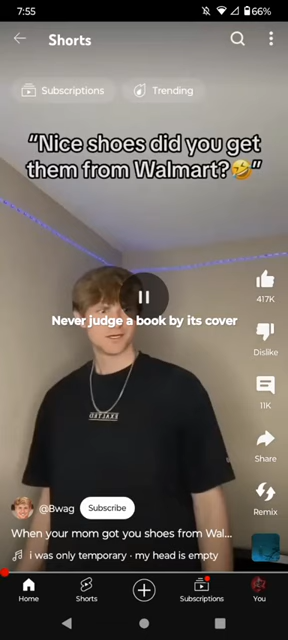 7:55
66%
Shorts
Subscriptions
Trending
"Nice shoes did you get
them from Walmart?🤣"
Never judge a book by its cover
EXALTED
417K
Dislike
11K
Share
Remix
@Bwag
Subscribe
When your mom got you shoes from Wal...
i was only temporary · my head is empty
Home
Shorts
Subscriptions
You